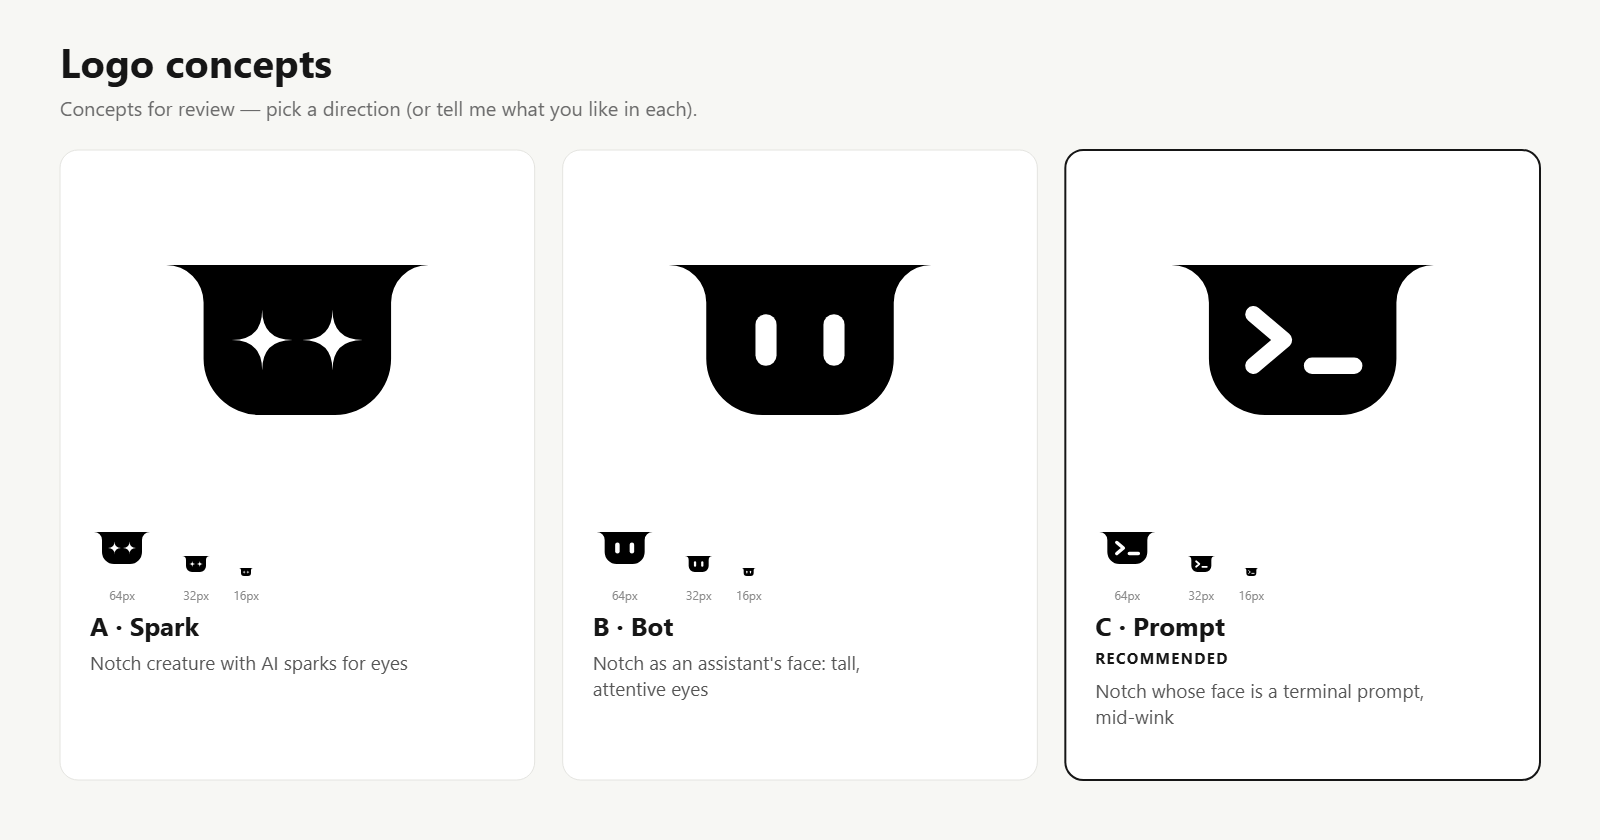 Logo concepts
Concepts for review — pick a direction (or tell me what you like in each).
64px 32px 16px
A · Spark
Notch creature with AI sparks for eyes
64px 32px 16px
B · Bot
Notch as an assistant's face: tall,
attentive eyes
64px 32px 16px
C · Prompt
RECOMMENDED
Notch whose face is a terminal prompt,
mid-wink